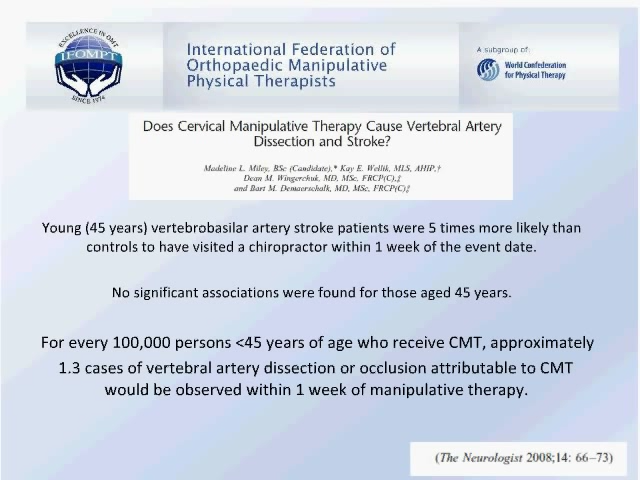 EXCELLENCE IN OMT
IFOMPT
SINCE 1974
International Federation of
Orthopaedic Manipulative
Physical Therapists
A subgroup of:
World Confederation
for Physical Therapy
Does Cervical Manipulative Therapy Cause Vertebral Artery
Dissection and Stroke?
Madeline L. Miley, BSc (Candidate),* Kay E. Wellik, MLS, AHIP,†
Dean M. Wingerchuk, MD, MSc, FRCP(C),‡
and Bart M. Demaerschalk, MD, MSc, FRCP(C)‡
Young (45 years) vertebrobasilar artery stroke patients were 5 times more likely than
controls to have visited a chiropractor within 1 week of the event date.
No significant associations were found for those aged 45 years.
For every 100,000 persons <45 years of age who receive CMT, approximately
1.3 cases of vertebral artery dissection or occlusion attributable to CMT
would be observed within 1 week of manipulative therapy.
(The Neurologist 2008;14: 66–73)